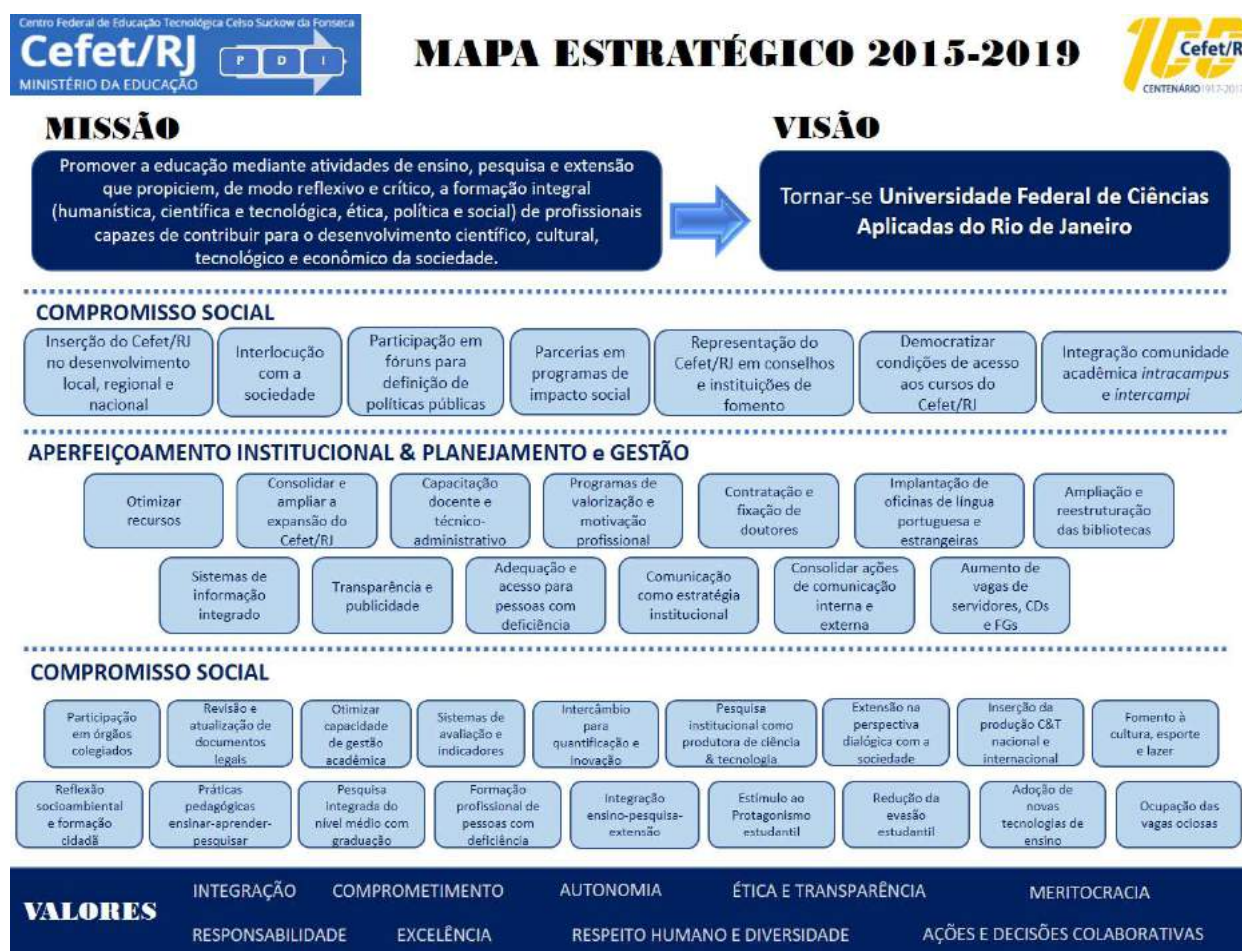 Centro Federal de Educação Tecnológica Celso Suckow da Fonseca
Cefet/RJ
P D I
MINISTÉRIO DA EDUCAÇÃO
MAPA ESTRATÉGICO 2015-2019
100
Cefet/R
CENTENÁRIO 1917-2017
MISSÃO
Promover a educação mediante atividades de ensino, pesquisa e extensão
que propiciem, de modo reflexivo e crítico, a formação integral
(humanística, científica e tecnológica, ética, política e social) de profissionais
capazes de contribuir para o desenvolvimento científico, cultural,
tecnológico e econômico da sociedade.
VISÃO
Tornar-se Universidade Federal de Ciências
Aplicadas do Rio de Janeiro
COMPROMISSO SOCIAL
Inserção do Cefet/RJ
no desenvolvimento
local, regional e
nacional
Interlocução
com a
sociedade
Participação em
fóruns para
definição de
políticas públicas
Parcerias em
programas de
impacto social
Representação do
Cefet/RJ em conselhos
e instituições de
fomento
Democratizar
condições de acesso
aos cursos do
Cefet/RJ
Integração comunidade
acadêmica intracampus
e intercampi
APERFEIÇOAMENTO INSTITUCIONAL & PLANEJAMENTO e GESTÃO
Otimizar
recursos
Consolidar e
ampliar a
expansão do
Cefet/RJ
Capacitação
docente e
técnico-
administrativo
Programas de
valorização e
motivação
profissional
Contratação e
fixação de
doutores
Implantação de
oficinas de língua
portuguesa e
estrangeiras
Ampliação e
reestruturação
das bibliotecas
Sistemas de
informação
integrado
Transparência e
publicidade
Adequação e
acesso para
pessoas com
deficiência
Comunicação
como estratégia
institucional
Consolidar ações
de comunicação
interna e
externa
Aumento de
vagas de
servidores, CDs
e FGs
COMPROMISSO SOCIAL
Participação
em órgãos
colegiados
Revisão e
atualização de
documentos
legais
Otimizar
capacidade
de gestão
acadêmica
Sistemas de
avaliação e
indicadores
Intercâmbio
para
quantificação e
inovação
Pesquisa
institucional como
produtora de ciência
& tecnologia
Extensão na
perspectiva
dialógica com a
sociedade
Inserção da
produção C&T
nacional e
internacional
Fomento à
cultura, esporte
e lazer
Reflexão
socioambiental
e formação
cidadã
Práticas
pedagógicas
ensinar-aprender-
pesquisar
Pesquisa
integrada do
nível médio com
graduação
Formação
profissional de
pessoas com
deficiência
Integração
ensino-pesquisa-
extensão
Estímulo ao
Protagonismo
estudantil
Redução da
evasão
estudantil
Adoção de
novas
tecnologias de
ensino
Ocupação das
vagas ociosas
VALORES
INTEGRAÇÃO COMPROMETIMENTO AUTONOMIA ÉTICA E TRANSPARÊNCIA MERITOCRACIA
RESPONSABILIDADE EXCELÊNCIA RESPEITO HUMANO E DIVERSIDADE AÇÕES E DECISÕES COLABORATIVAS